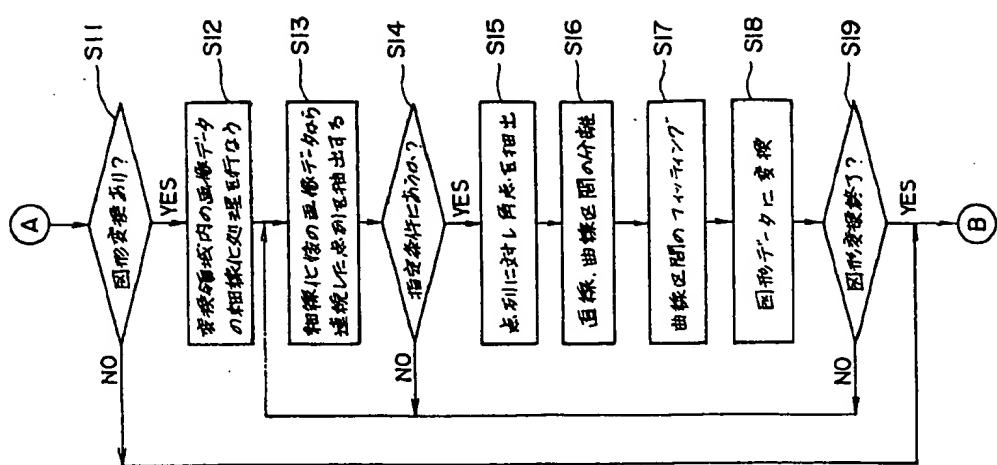 A
S11
図形変換あり?
YES
NO
S12
変換領域内の画像データ
の細線化処理を行なう
S13
細線化後の画像データから
連続した点列を抽出する
S14
指定条件にあうのか?
YES
NO
S15
点列に対し角点を抽出
S16
直線、曲線区間の分離
S17
曲線区間のフィッティング
S18
図形データに変換
S19
図形変換終了?
YES
NO
B